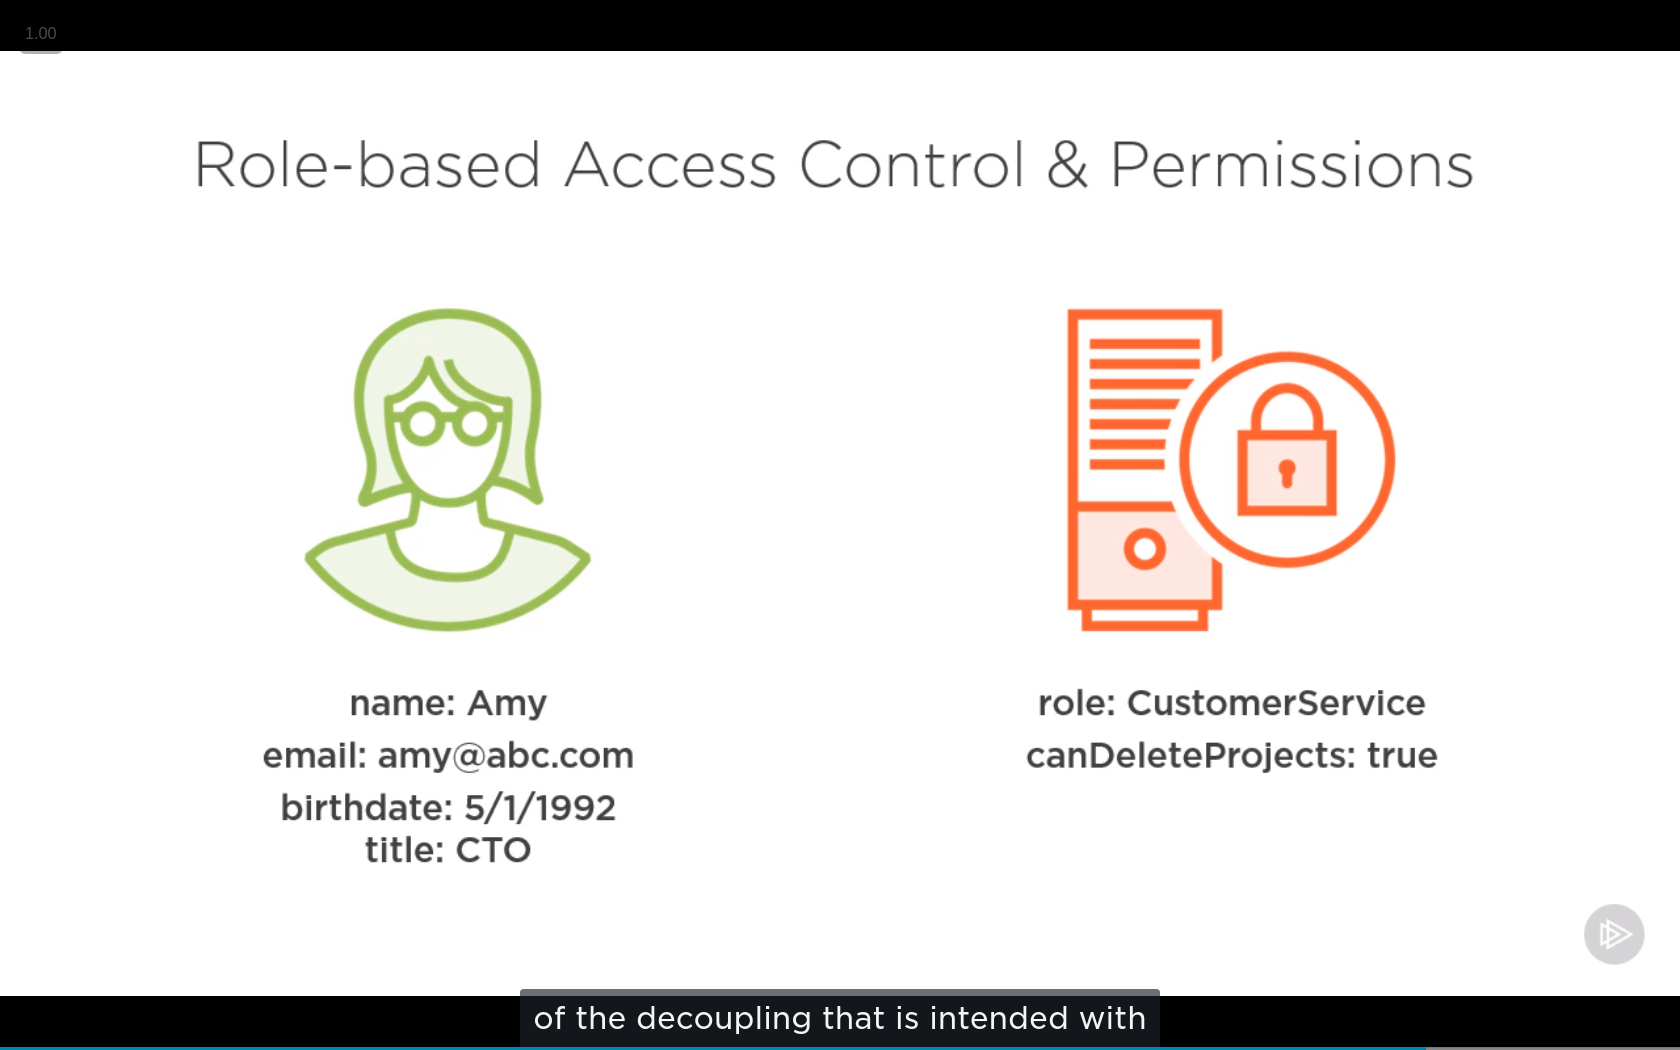 1.00
Role-based Access Control & Permissions
name: Amy
email: amy@abc.com
birthdate: 5/1/1992
title: CTO
role: CustomerService
canDeleteProjects: true
of the decoupling that is intended with